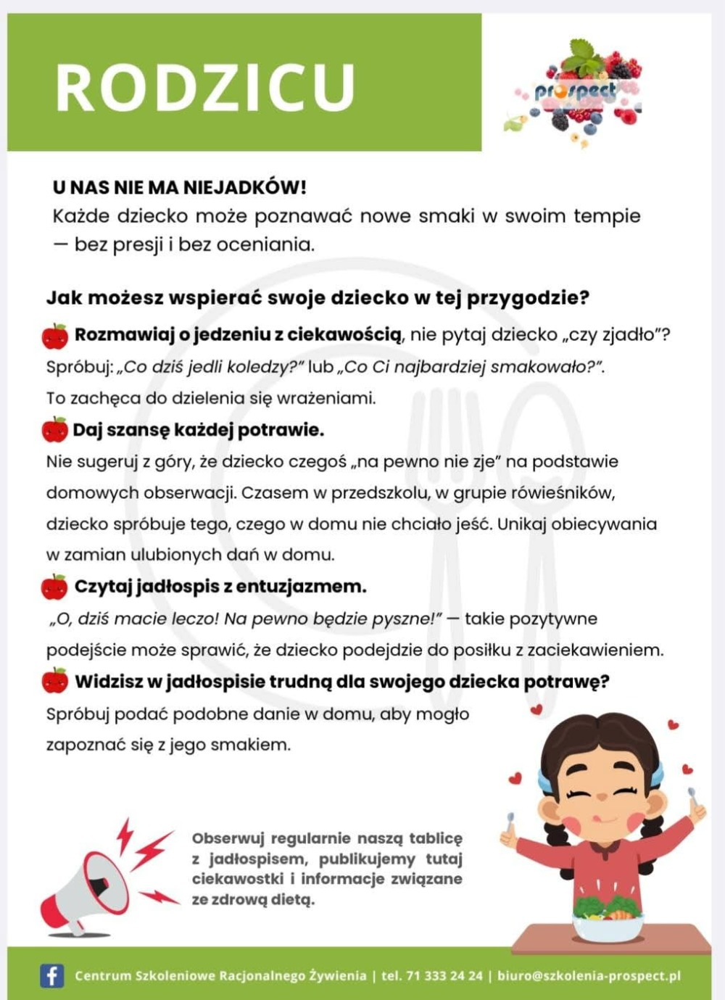 RODZICU
prospect
U NAS NIE MA NIEJADKÓW!
Każde dziecko może poznawać nowe smaki w swoim tempie
– bez presji i bez oceniania.
Jak możesz wspierać swoje dziecko w tej przygodzie?
Rozmawiaj o jedzeniu z ciekawością, nie pytaj dziecko „czy zjadło”?
Spróbuj: „Co dziś jedli koledzy?” lub „Co Ci najbardziej smakowało?”.
To zachęca do dzielenia się wrażeniami.
Daj szansę każdej potrawie.
Nie sugeruj z góry, że dziecko czegoś „na pewno nie zje” na podstawie
domowych obserwacji. Czasem w przedszkolu, w grupie rówieśników,
dziecko spróbuje tego, czego w domu nie chciało jeść. Unikaj obiecywania
w zamian ulubionych dań w domu.
Czytaj jadłospis z entuzjazmem.
„O, dziś macie leczo! Na pewno będzie pyszne!” – takie pozytywne
podejście może sprawić, że dziecko podejdzie do posiłku z zaciekawieniem.
Widzisz w jadłospisie trudną dla swojego dziecka potrawę?
Spróbuj podać podobne danie w domu, aby mogło
zapoznać się z jego smakiem.
Obserwuj regularnie naszą tablicę
z jadłospisem, publikujemy tutaj
ciekawostki i informacje związane
ze zdrową dietą.
f Centrum Szkoleniowe Racjonalnego Żywienia | tel. 71 333 24 24 | biuro@szkolenia-prospect.pl